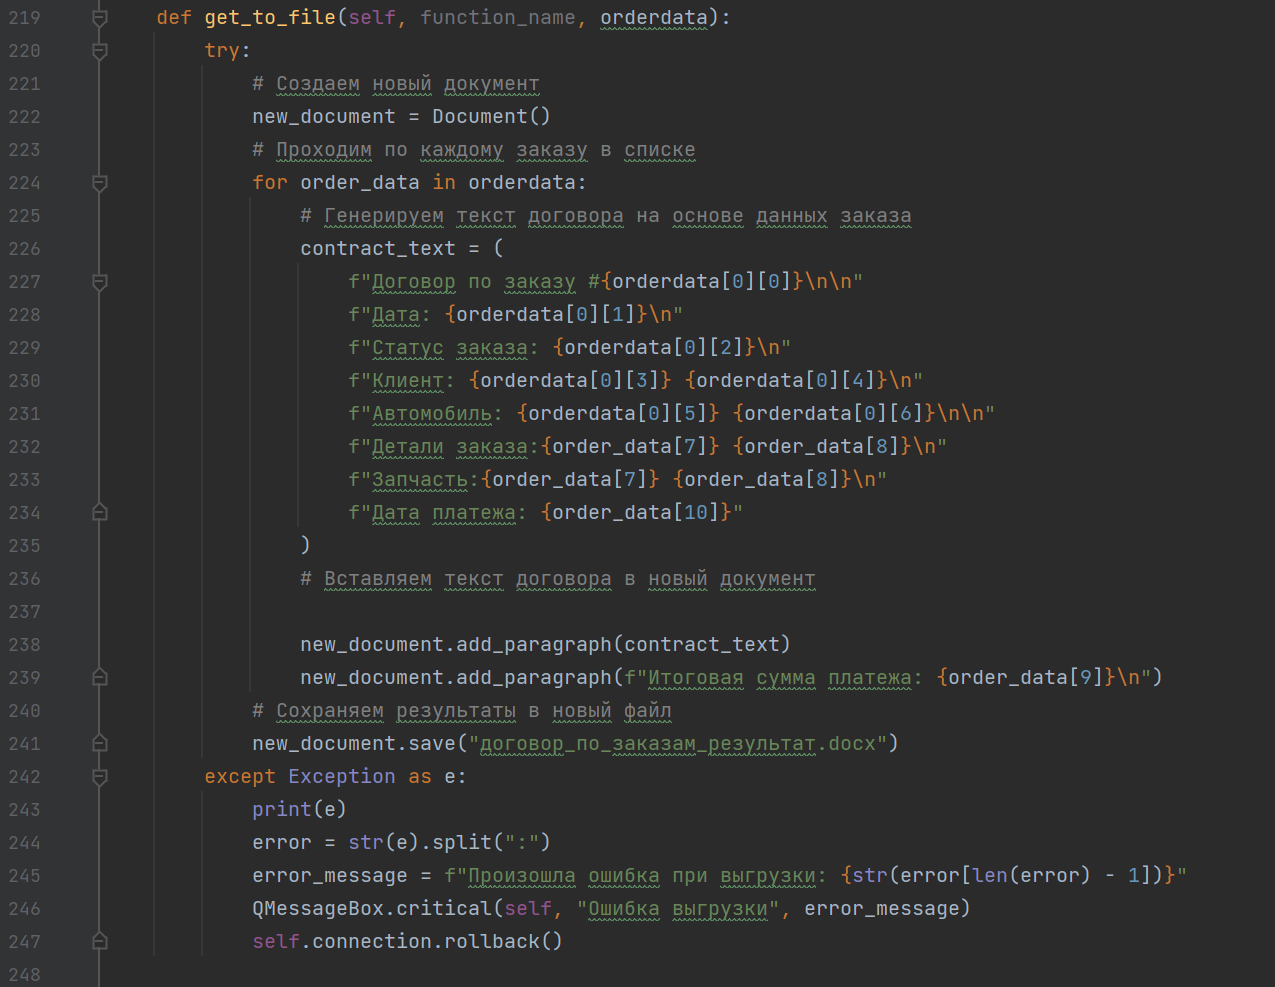 219 def get_to_file(self, function_name, orderdata):
220 try:
221 # Создаем новый документ
222 new_document = Document()
223 # Проходим по каждому заказу в списке
224 for order_data in orderdata:
225 # Генерируем текст договора на основе данных заказа
226 contract_text = (
227 f"Договор по заказу #{orderdata[0][0]}\n\n"
228 f"Дата: {orderdata[0][1]}\n"
229 f"Статус заказа: {orderdata[0][2]}\n"
230 f"Клиент: {orderdata[0][3]} {orderdata[0][4]}\n"
231 f"Автомобиль: {orderdata[0][5]} {orderdata[0][6]}\n\n"
232 f"Детали заказа:{order_data[7]} {order_data[8]}\n"
233 f"Запчасть:{order_data[7]} {order_data[8]}\n"
234 f"Дата платежа: {order_data[10]}"
235 )
236 # Вставляем текст договора в новый документ
237
238 new_document.add_paragraph(contract_text)
239 new_document.add_paragraph(f"Итоговая сумма платежа: {order_data[9]}\n")
240 # Сохраняем результаты в новый файл
241 new_document.save("договор_по_заказам_результат.docx")
242 except Exception as e:
243 print(e)
244 error = str(e).split(":")
245 error_message = f"Произошла ошибка при выгрузки: {str(error[len(error) - 1])}"
246 QMessageBox.critical(self, "Ошибка выгрузки", error_message)
247 self.connection.rollback()
248